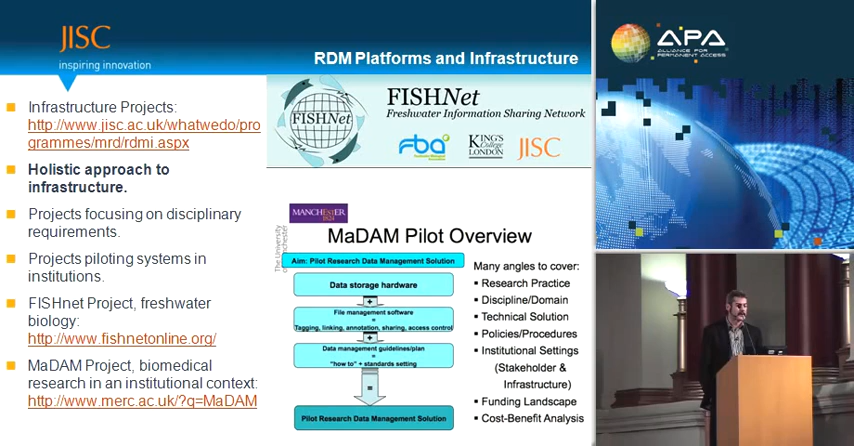 JISC
inspiring innovation
RDM Platforms and Infrastructure
Infrastructure Projects:
http://www.jisc.ac.uk/whatwedo/pro
grammes/mrd/rdmi.aspx
Holistic approach to
infrastructure.
Projects focusing on disciplinary
requirements.
Projects piloting systems in
institutions.
FISHnet Project, freshwater
biology:
http://www.fishnetonline.org/
MaDAM Project, biomedical
research in an institutional context:
http://www.merc.ac.uk/?q=MaDAM
FISHNet
FISHNet
Freshwater Information Sharing Network
fba
KING'S
College
LONDON
JISC
MANCHESTER
1824
The University
of Manchester
MaDAM Pilot Overview
Aim: Pilot Research Data Management Solution
Data storage hardware
+
File management software
=
Tagging, linking, annotation, sharing, access control
+
Data management guidelines/plan
=
"how to" + standards setting
=
Pilot Research Data Management Solution
Many angles to cover:
• Research Practice
• Discipline/Domain
• Technical Solution
• Policies/Procedures
• Institutional Settings
(Stakeholder &
Infrastructure)
• Funding Landscape
• Cost-Benefit Analysis
APA
ALLIANCE FOR
PERMANENT ACCESS